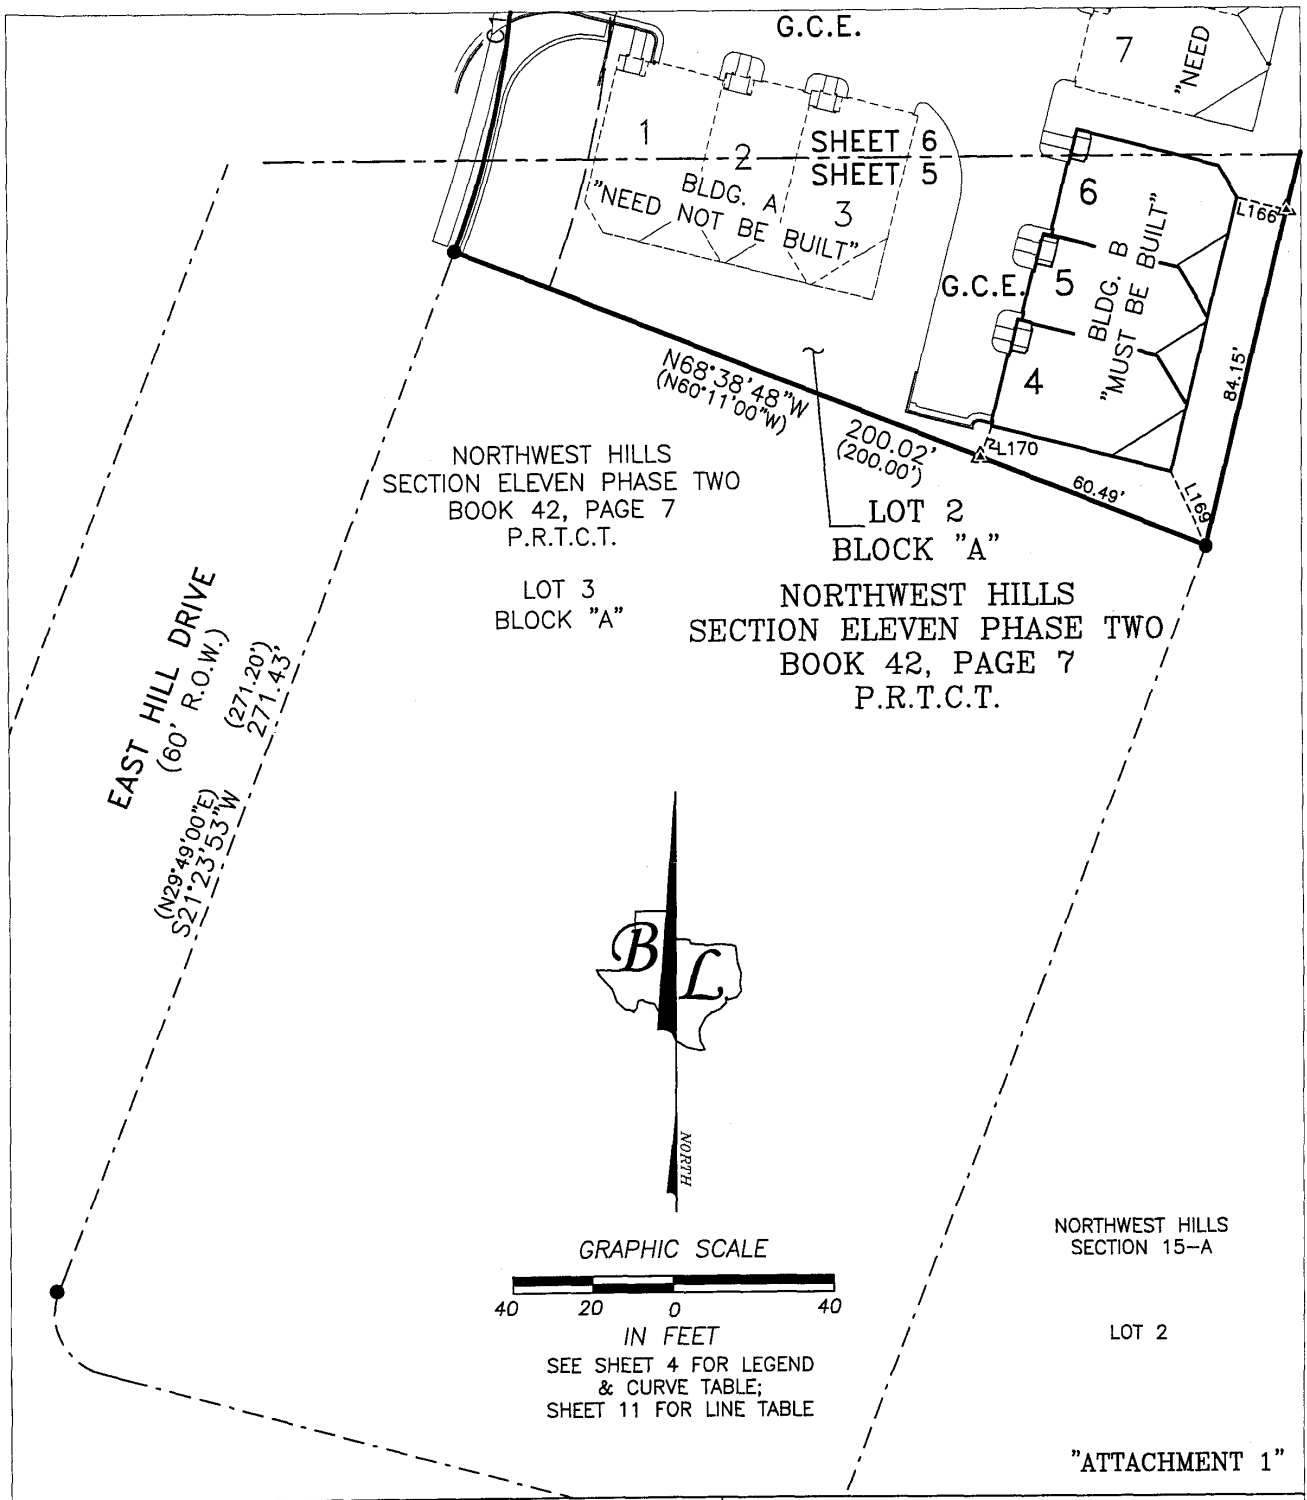 C1
G.C.E.
7
"NEED
1
2
3
SHEET 6
SHEET 5
BLDG. A
"NEED NOT BE BUILT"
6
5
4
BLDG. B
"MUST BE BUILT"
L166
G.C.E.
84.15'
N68°38'48"W
(N60°11'00"W)
200.02'
(200.00')
L170
60.49'
L169
NORTHWEST HILLS
SECTION ELEVEN PHASE TWO
BOOK 42, PAGE 7
P.R.T.C.T.
LOT 3
BLOCK "A"
LOT 2
BLOCK "A"
NORTHWEST HILLS
SECTION ELEVEN PHASE TWO
BOOK 42, PAGE 7
P.R.T.C.T.
EAST HILL DRIVE
(60' R.O.W.)
(271.20')
271.43'
(N29°49'00"E)
S21°23'53"W
B L
NORTH
GRAPHIC SCALE
40 20 0 40
IN FEET
SEE SHEET 4 FOR LEGEND
& CURVE TABLE;
SHEET 11 FOR LINE TABLE
NORTHWEST HILLS
SECTION 15-A
LOT 2
"ATTACHMENT 1"